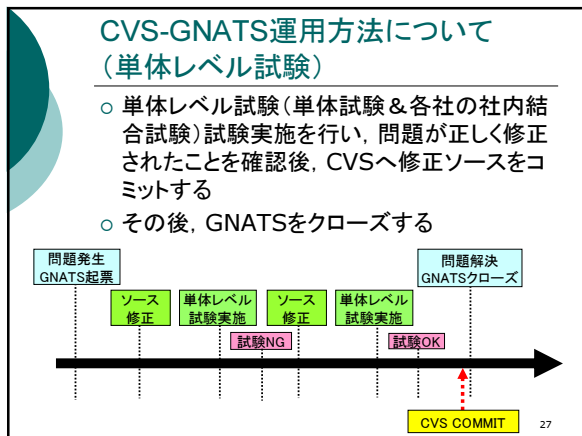 CVS-GNATS運用方法について
（単体レベル試験）
単体レベル試験（単体試験＆各社の社内結
合試験）試験実施を行い，問題が正しく修正
されたことを確認後，CVSへ修正ソースをコ
ミットする
その後，GNATSをクローズする
問題発生
GNATS起票
問題解決
GNATSクローズ
ソース
修正
単体レベル
試験実施
ソース
修正
単体レベル
試験実施
試験NG
試験OK
CVS COMMIT
27